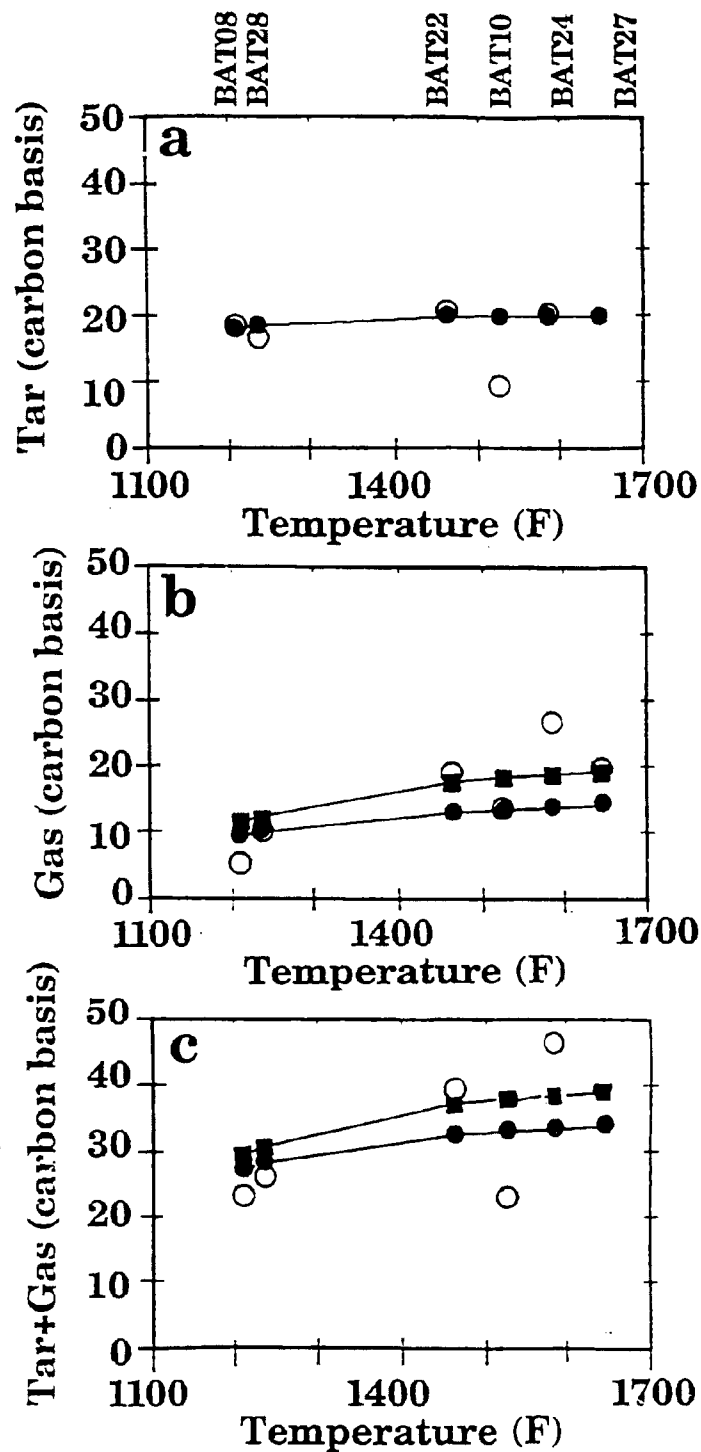 BAT08
BAT28
BAT22
BAT10
BAT24
BAT27
a
Tar (carbon basis)
50
40
30
20
10
0
1100 1400 1700
Temperature (F)
b
Gas (carbon basis)
50
40
30
20
10
0
1100 1400 1700
Temperature (F)
c
Tar+Gas (carbon basis)
50
40
30
20
10
0
1100 1400 1700
Temperature (F)